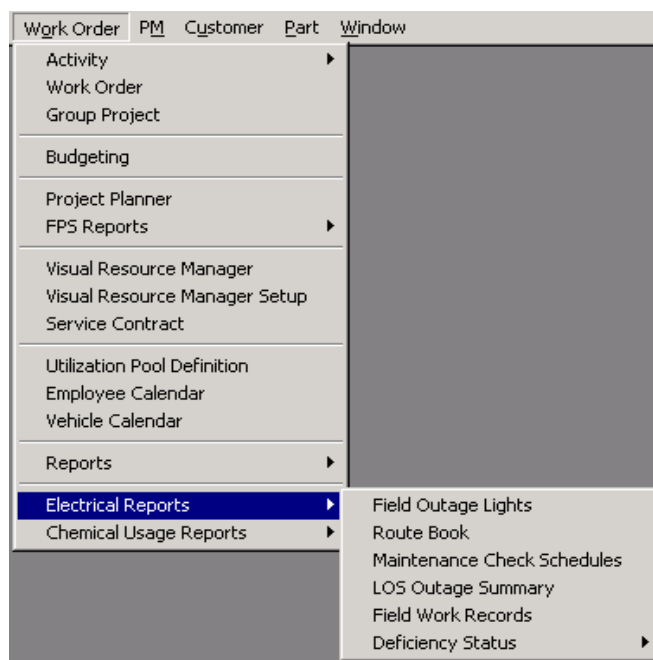 Work Order PM Customer Part Window
Activity
Work Order
Group Project
Budgeting
Project Planner
FPS Reports
Visual Resource Manager
Visual Resource Manager Setup
Service Contract
Utilization Pool Definition
Employee Calendar
Vehicle Calendar
Reports
Electrical Reports
Chemical Usage Reports
Field Outage Lights
Route Book
Maintenance Check Schedules
LOS Outage Summary
Field Work Records
Deficiency Status